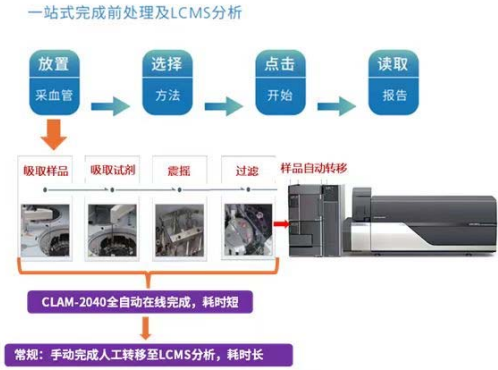 一站式完成前处理及LCMS分析
放置
采血管
选择
方法
点击
开始
读取
报告
吸取样品
吸取试剂
震摇
过滤
样品自动转移
CLAM-2040全自动在线完成，耗时短
常规：手动完成人工转移至LCMS分析，耗时长